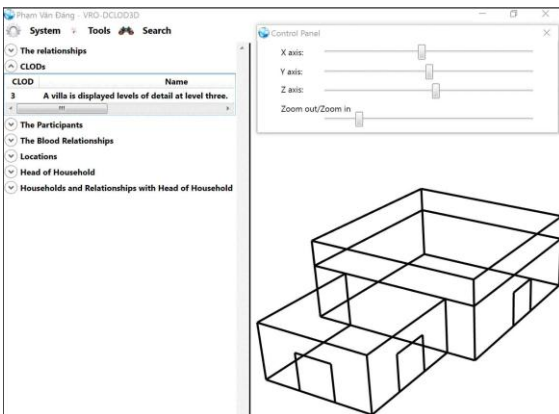 Pham Văn Đảng - VRO-DCLOD3D
System Tools Search
The relationships
CLODs
CLOD Name
3 A villa is displayed levels of detail at level three.
The Participants
The Blood Relationships
Locations
Head of Household
Households and Relationships with Head of Household
Control Panel
X axis:
Y axis:
Z axis:
Zoom out/Zoom in